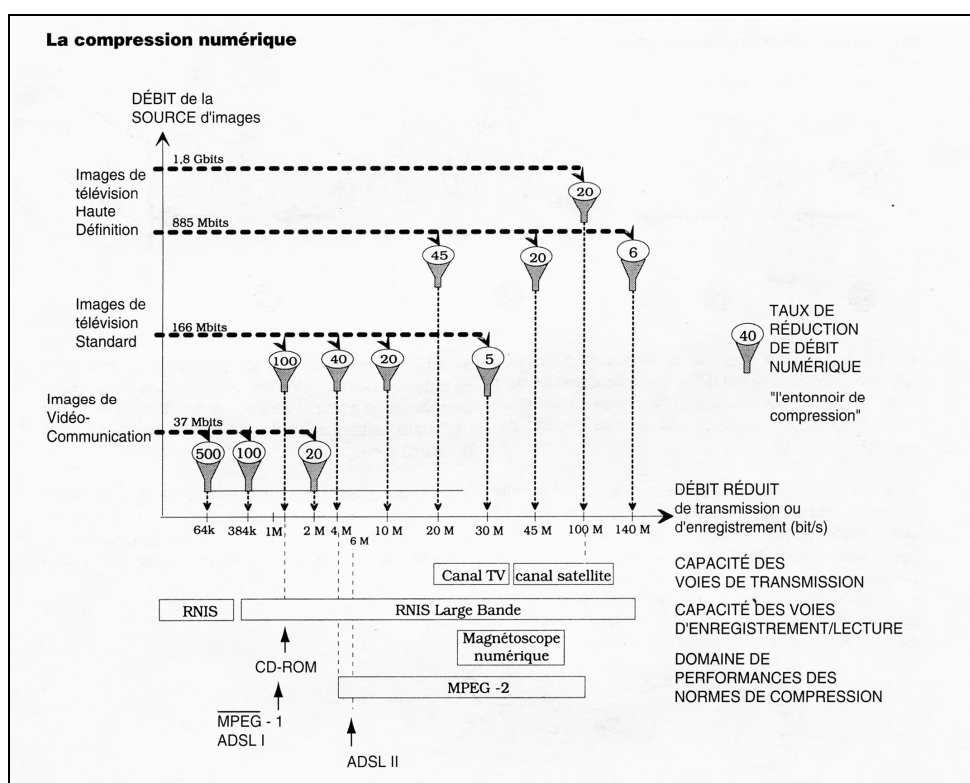 La compression numérique
DÉBIT de la
SOURCE d'images
1,8 Gbits
Images de
télévision
Haute
Définition
20
885 Mbits
45
20
6
Images de
télévision
Standard
166 Mbits
100
40
20
5
40
TAUX DE
RÉDUCTION
DE DÉBIT
NUMÉRIQUE
"l'entonnoir de
compression"
Images de
Vidéo-
Communication
37 Mbits
500
100
20
DÉBIT RÉDUIT
de transmission ou
d'enregistrement (bit/s)
64k 384k 1M 2 M 4 M 10 M 20 M 30 M 45 M 100 M 140 M
6 M
Canal TV canal satellite
CAPACITÉ DES
VOIES DE TRANSMISSION
RNIS RNIS Large Bande
CAPACITÉ DES VOIES
D'ENREGISTREMENT/LECTURE
Magnétoscope
numérique
CD-ROM
MPEG -2
DOMAINE DE
PERFORMANCES DES
NORMES DE COMPRESSION
MPEG - 1
ADSL I
ADSL II